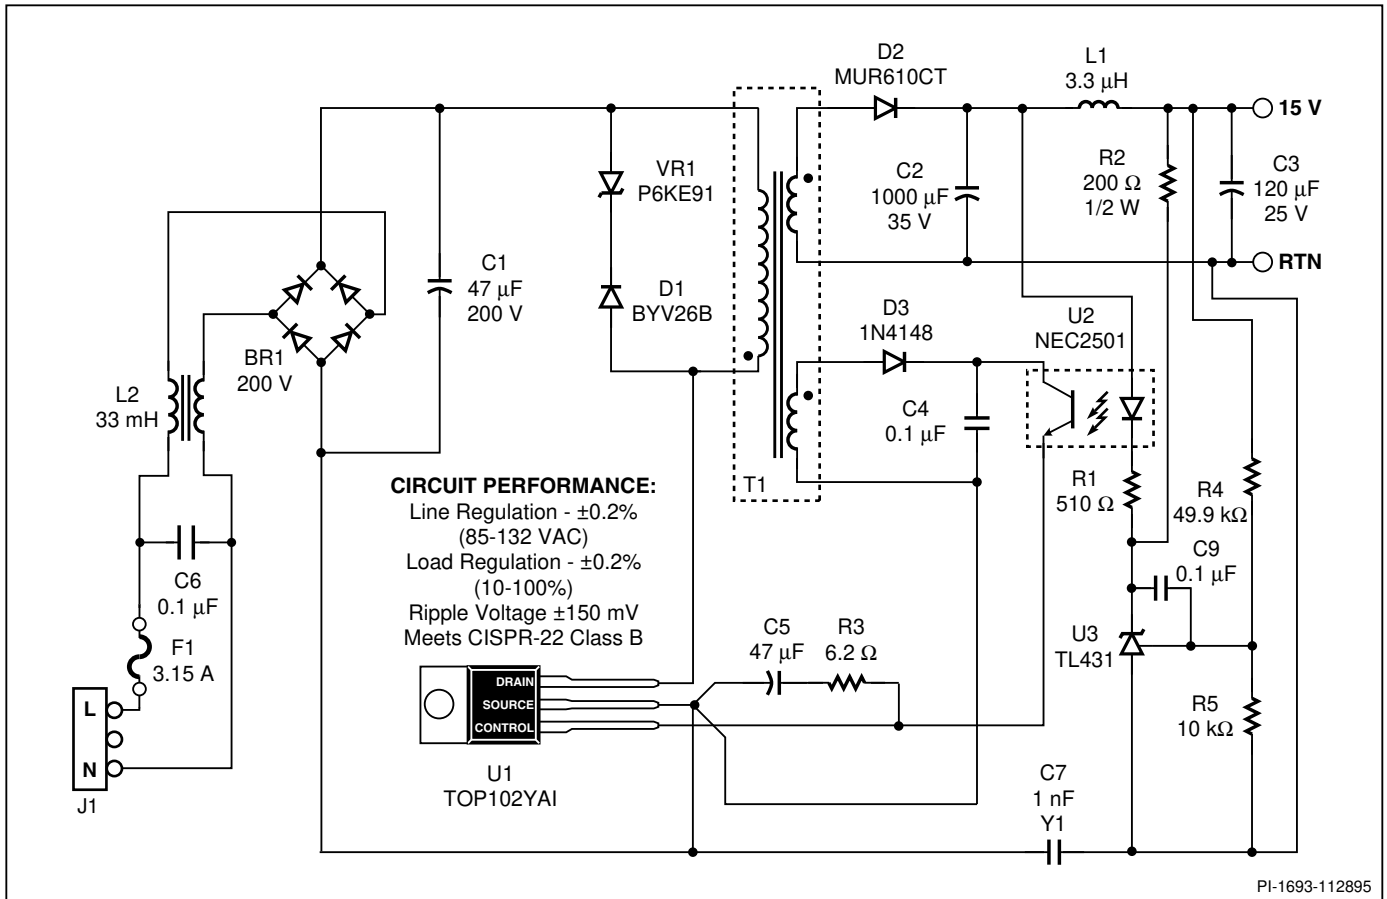 D2
MUR610CT
L1
3.3 µH
15 V
VR1
P6KE91
C2
1000 µF
35 V
R2
200 Ω
1/2 W
C3
120 µF
25 V
RTN
C1
47 µF
200 V
D1
BYV26B
D3
1N4148
U2
NEC2501
BR1
200 V
L2
33 mH
C4
0.1 µF
T1
R1
510 Ω
R4
49.9 kΩ
CIRCUIT PERFORMANCE:
Line Regulation - ±0.2%
(85-132 VAC)
Load Regulation - ±0.2%
(10-100%)
Ripple Voltage ±150 mV
Meets CISPR-22 Class B
C6
0.1 µF
F1
3.15 A
C9
0.1 µF
C5
47 µF
R3
6.2 Ω
U3
TL431
DRAIN
SOURCE
CONTROL
R5
10 kΩ
L
N
J1
U1
TOP102YAI
C7
1 nF
Y1
PI-1693-112895